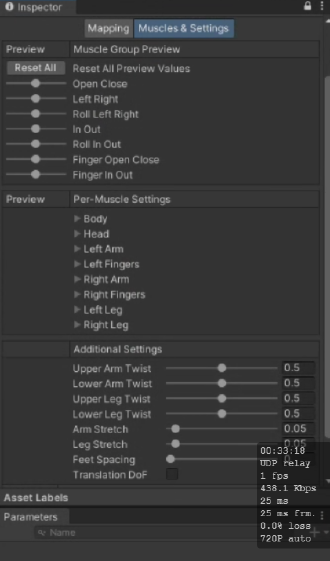 Inspector
Mapping Muscles & Settings
Preview Muscle Group Preview
Reset All Reset All Preview Values
Open Close
Left Right
Roll Left Right
In Out
Roll In Out
Finger Open Close
Finger In Out
Preview Per-Muscle Settings
Body
Head
Left Arm
Left Fingers
Right Arm
Right Fingers
Left Leg
Right Leg
Additional Settings
Upper Arm Twist 0.5
Lower Arm Twist 0.5
Upper Leg Twist 0.5
Lower Leg Twist 0.5
Arm Stretch 0.05
Leg Stretch 0.05
Feet Spacing
Translation DoF
Asset Labels
Parameters
Name
00:33:18
UDP relay
1 fps
438.1 Kbps
25 ms
25 ms frm.
0.0% loss
720P auto